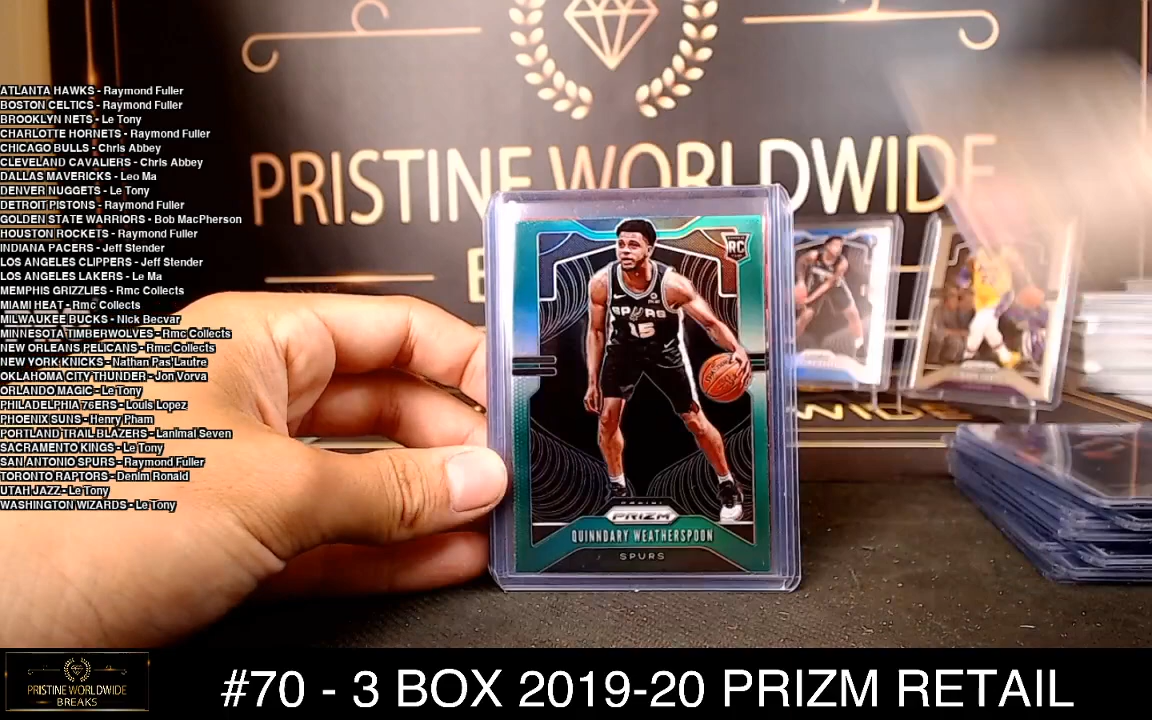 PRISTINE WORLDWIDE
ATLANTA HAWKS - Raymond Fuller
BOSTON CELTICS - Raymond Fuller
BROOKLYN NETS - Le Tony
CHARLOTTE HORNETS - Raymond Fuller
CHICAGO BULLS - Chris Abbey
CLEVELAND CAVALIERS - Chris Abbey
DALLAS MAVERICKS - Leo Ma
DENVER NUGGETS - Le Tony
DETROIT PISTONS - Raymond Fuller
GOLDEN STATE WARRIORS - Bob MacPherson
HOUSTON ROCKETS - Raymond Fuller
INDIANA PACERS - Jeff Stender
LOS ANGELES CLIPPERS - Jeff Stender
LOS ANGELES LAKERS - Le Ma
MEMPHIS GRIZZLIES - Rmc Collects
MIAMI HEAT - Rmc Collects
MILWAUKEE BUCKS - Nick Becvar
MINNESOTA TIMBERWOLVES - Rmc Collects
NEW ORLEANS PELICANS - Rmc Collects
NEW YORK KNICKS - Nathan Pas'Lautre
OKLAHOMA CITY THUNDER - Jon Vorva
ORLANDO MAGIC - Le Tony
PHILADELPHIA 76ERS - Louis Lopez
PHOENIX SUNS - Henry Pham
PORTLAND TRAIL BLAZERS - Lanimal Seven
SACRAMENTO KINGS - Le Tony
SAN ANTONIO SPURS - Raymond Fuller
TORONTO RAPTORS - Denim Ronald
UTAH JAZZ - Le Tony
WASHINGTON WIZARDS - Le Tony
RC
SPURS
15
PANINI
PRIZM
QUINNDARY WEATHERSPOON
SPURS
PRISTINE WORLDWIDE
BREAKS
#70 - 3 BOX 2019-20 PRIZM RETAIL